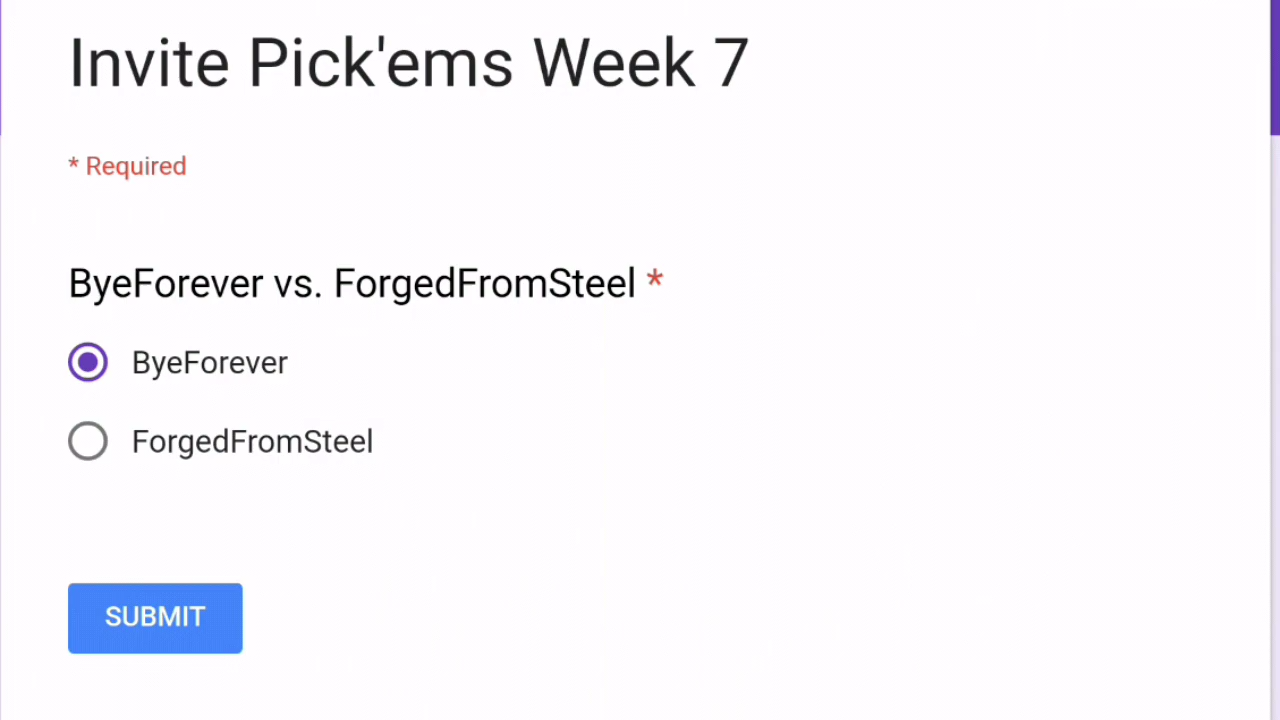 Invite Pick'ems Week 7
* Required
ByeForever vs. ForgedFromSteel *
ByeForever
ForgedFromSteel
SUBMIT